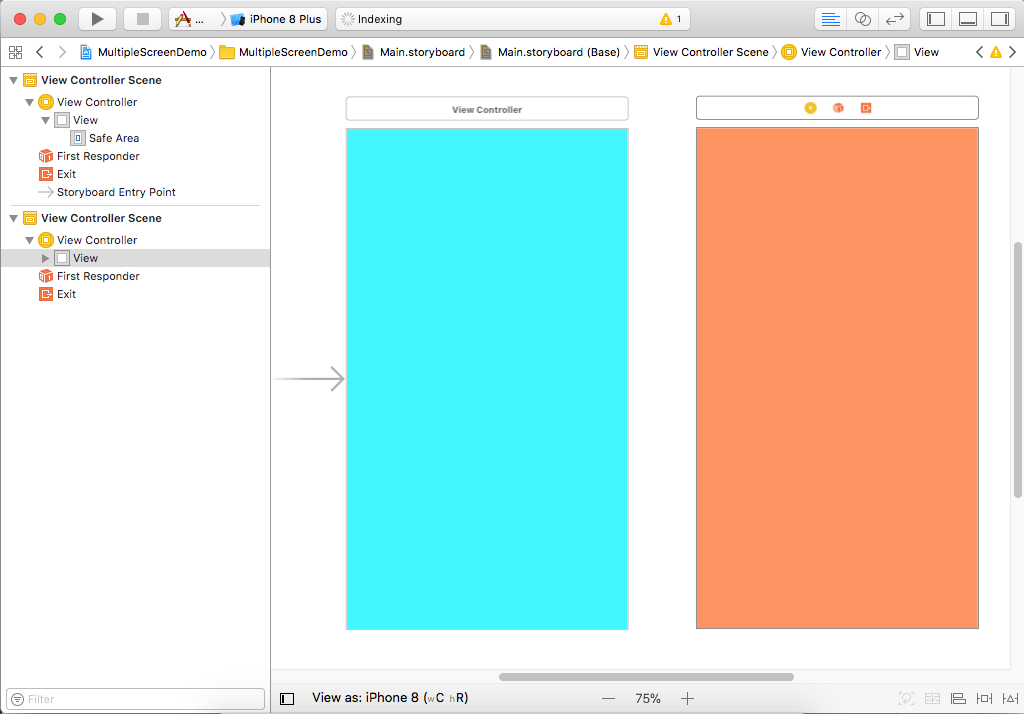 ... iPhone 8 Plus Indexing 1
MultipleScreenDemo MultipleScreenDemo Main.storyboard Main.storyboard (Base) View Controller Scene View Controller View
View Controller Scene
View Controller
View
Safe Area
First Responder
Exit
Storyboard Entry Point
View Controller Scene
View Controller
View
First Responder
Exit
Filter
View Controller
View as: iPhone 8 (wC hR)
75%